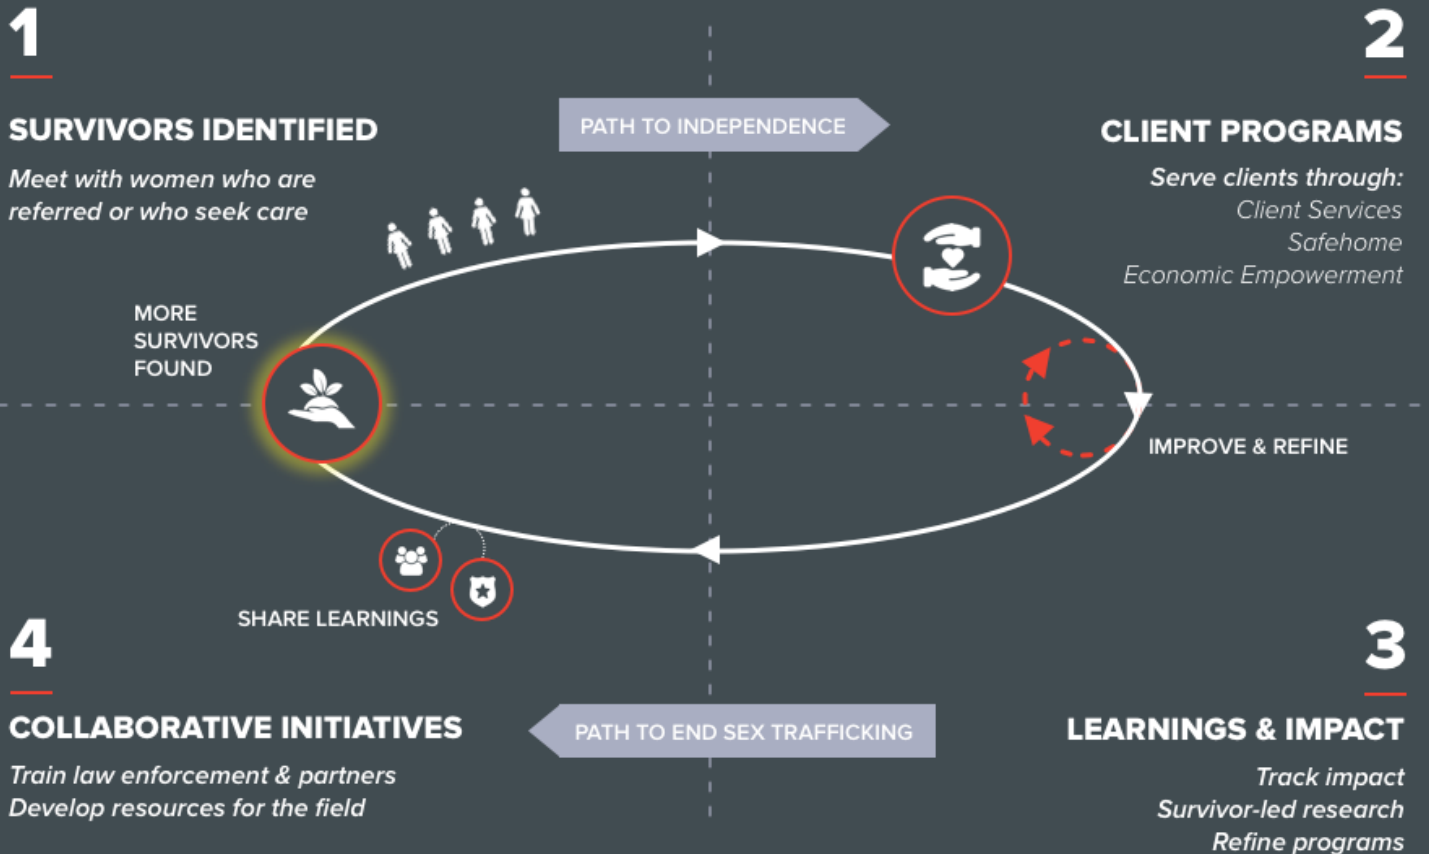 1
SURVIVORS IDENTIFIED
Meet with women who are
referred or who seek care
PATH TO INDEPENDENCE
2
CLIENT PROGRAMS
Serve clients through:
Client Services
Safehome
Economic Empowerment
MORE
SURVIVORS
FOUND
IMPROVE & REFINE
SHARE LEARNINGS
4
COLLABORATIVE INITIATIVES
Train law enforcement & partners
Develop resources for the field
PATH TO END SEX TRAFFICKING
3
LEARNINGS & IMPACT
Track impact
Survivor-led research
Refine programs